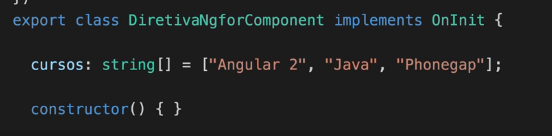 export class DiretivaNgforComponent implements OnInit {
cursos: string[] = ["Angular 2", "Java", "Phonegap"];
constructor() { }